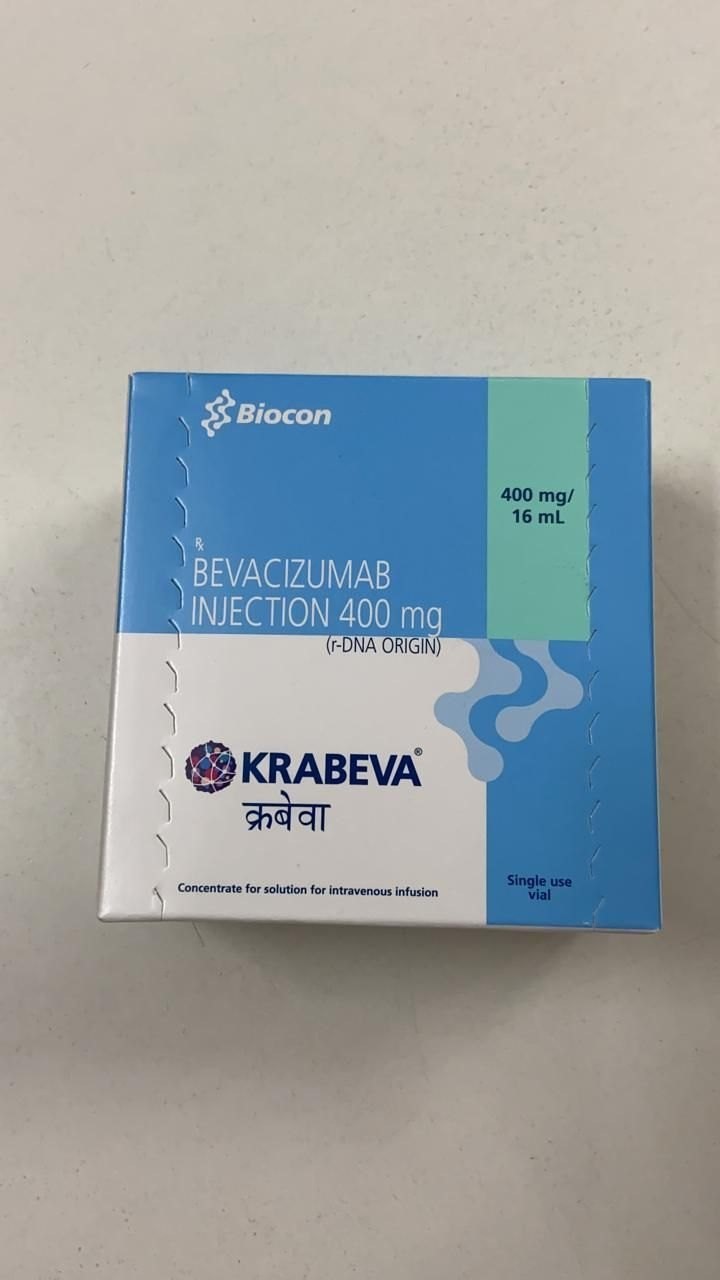 Biocon
400 mg/
16 mL
Rx
BEVACIZUMAB
INJECTION 400 mg
(r-DNA ORIGIN)
KRABEVA®
क्रबेवा
Concentrate for solution for intravenous infusion
Single use
vial